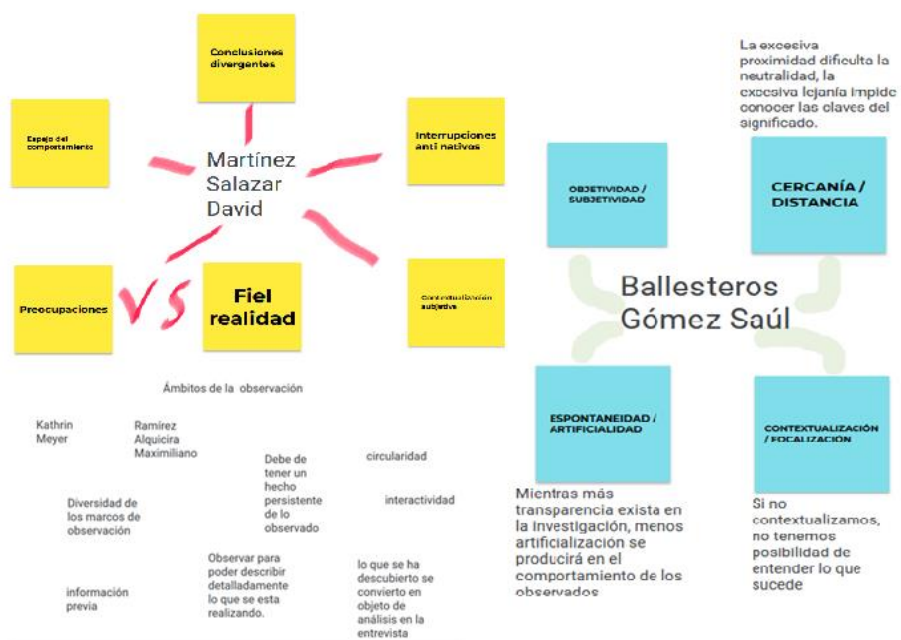 Conclusiones
divergentes
Espejo del
comportamiento
Martínez
Salazar
David
Interrupciones
anti nativos
Preocupaciones
VS
Fiel
realidad
Contextualización
subjetiva
La excesiva
proximidad dificulta la
neutralidad, la
excesiva lejanía impide
conocer las claves del
significado.
OBJETIVIDAD /
SUBJETIVIDAD
CERCANÍA /
DISTANCIA
Ballesteros
Gómez Saúl
ESPONTANEIDAD /
ARTIFICIALIDAD
Mientras más
transparencia exista en
la investigación, menos
artificialización se
producirá en el
comportamiento de los
observados
CONTEXTUALIZACIÓN
/ FOCALIZACIÓN
Si no
contextualizamos,
no tenemos
posibilidad de
entender lo que
sucede
Ámbitos de la observación
Kathrin
Meyer
Ramírez
Alquicira
Maximiliano
Debe de
tener un
hecho
persistente
de lo
observado
circularidad
interactividad
Diversidad de
los marcos de
observación
información
previa
Observar para
poder describir
detalladamente
lo que se esta
realizando.
lo que se ha
descubierto se
convierto en
objeto de
análisis en la
entrevista